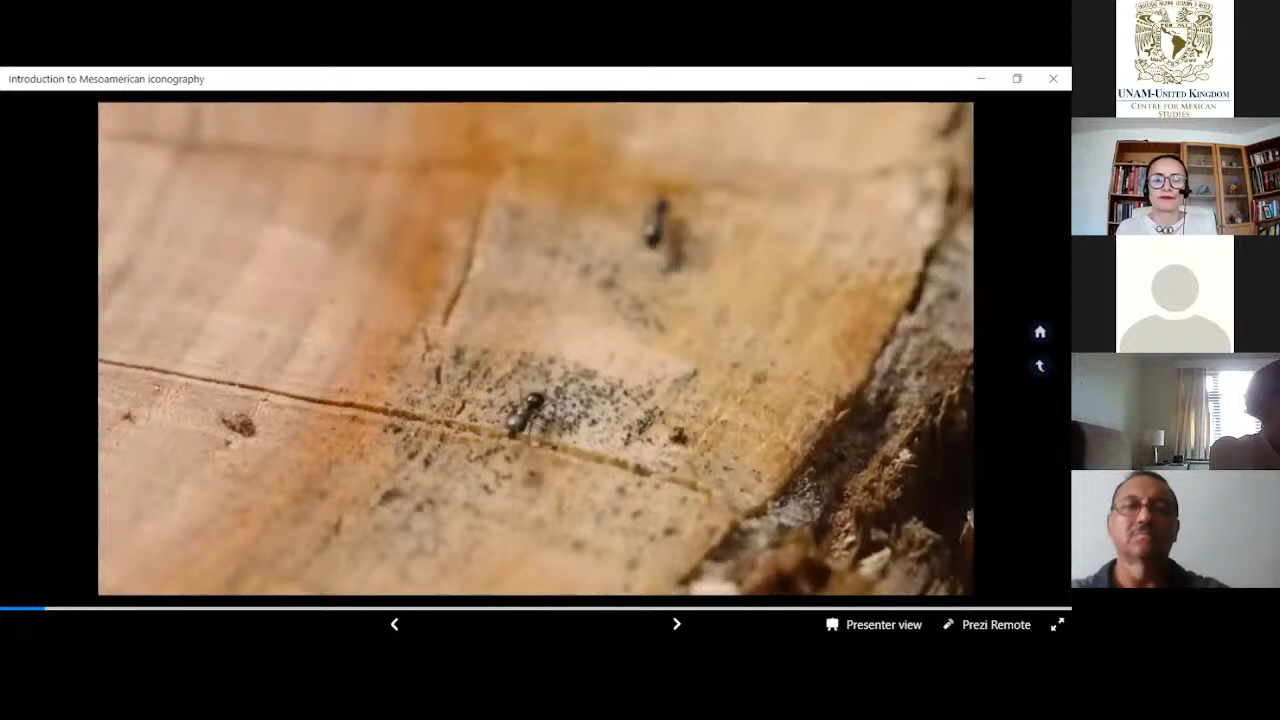 Introduction to Mesoamerican iconography
UNAM-UNITED KINGDOM
CENTRE FOR MEXICAN
STUDIES
Presenter view
Prezi Remote